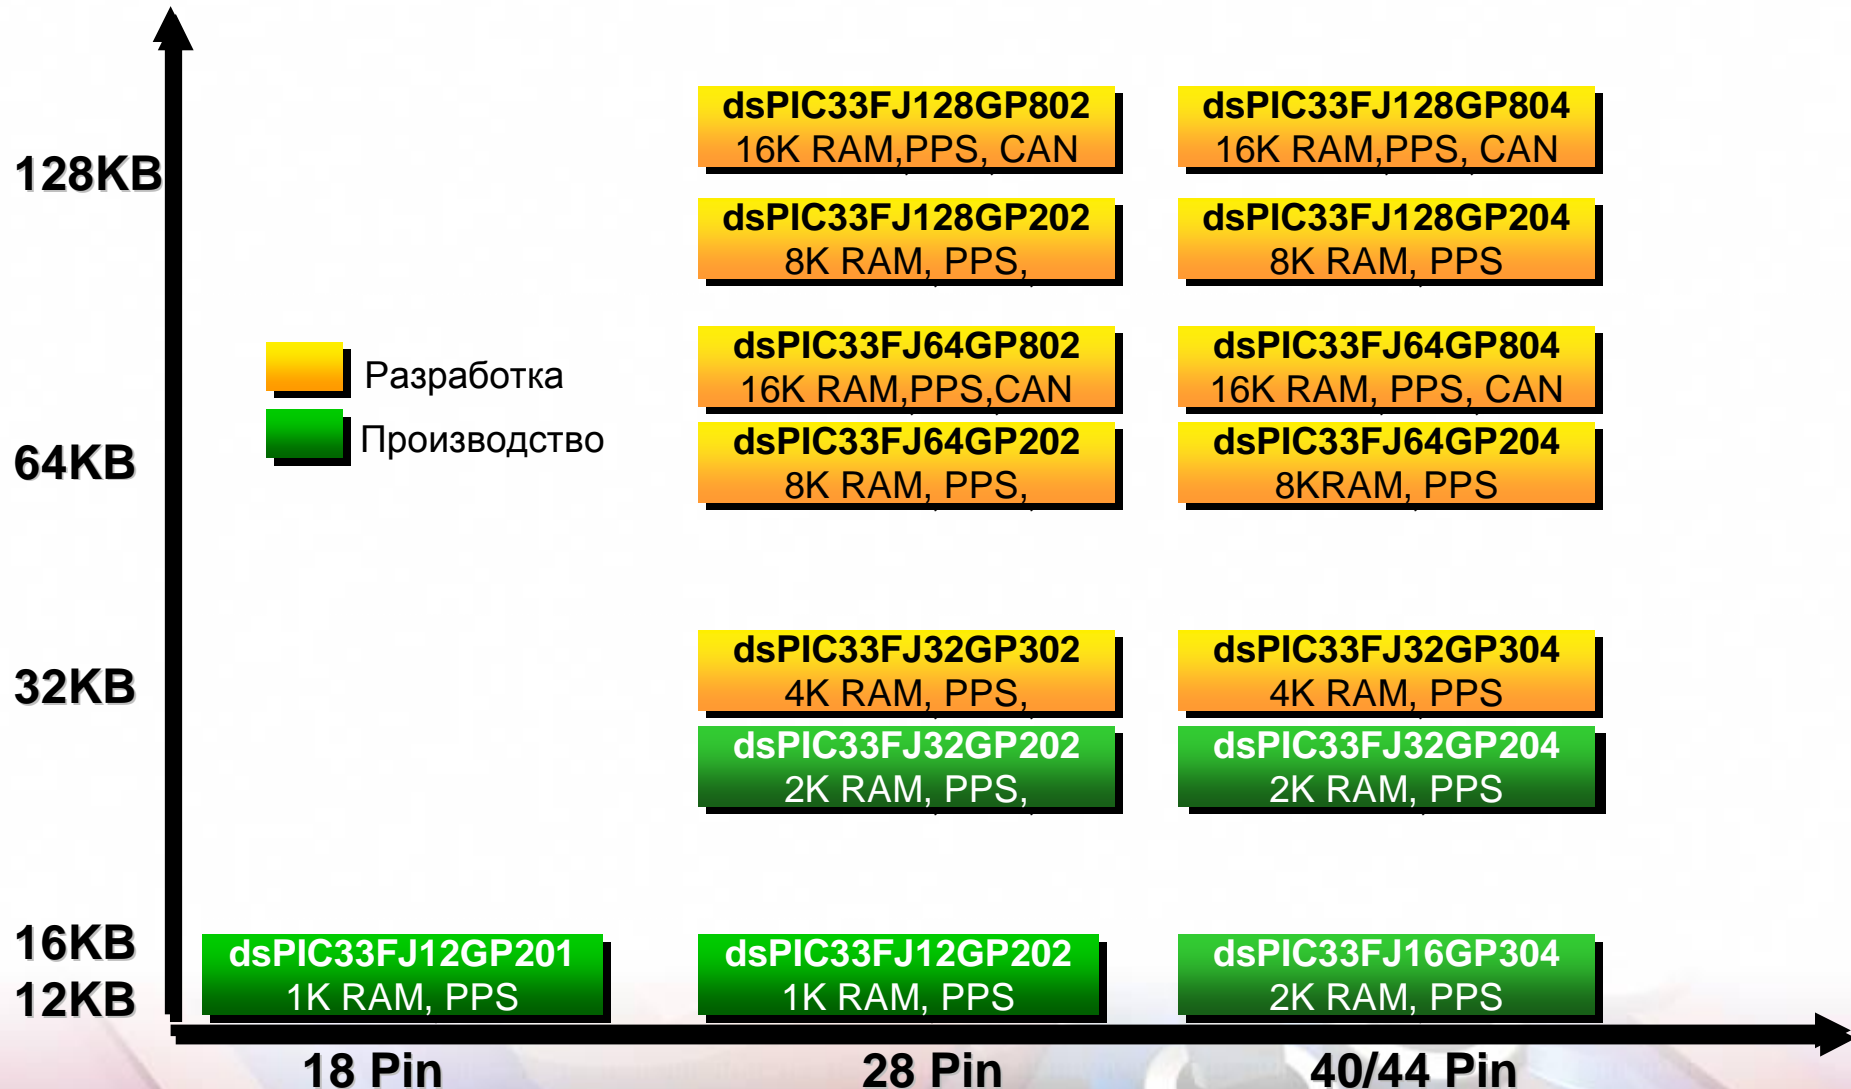 128KB
dsPIC33FJ128GP802
16K RAM,PPS, CAN
dsPIC33FJ128GP804
16K RAM,PPS, CAN
dsPIC33FJ128GP202
8K RAM, PPS,
dsPIC33FJ128GP204
8K RAM, PPS
Разработка
Производство
64KB
dsPIC33FJ64GP802
16K RAM,PPS,CAN
dsPIC33FJ64GP804
16K RAM, PPS, CAN
dsPIC33FJ64GP202
8K RAM, PPS,
dsPIC33FJ64GP204
8KRAM, PPS
32KB
dsPIC33FJ32GP302
4K RAM, PPS,
dsPIC33FJ32GP304
4K RAM, PPS
dsPIC33FJ32GP202
2K RAM, PPS,
dsPIC33FJ32GP204
2K RAM, PPS
16KB
12KB
dsPIC33FJ12GP201
1K RAM, PPS
dsPIC33FJ12GP202
1K RAM, PPS
dsPIC33FJ16GP304
2K RAM, PPS
18 Pin
28 Pin
40/44 Pin